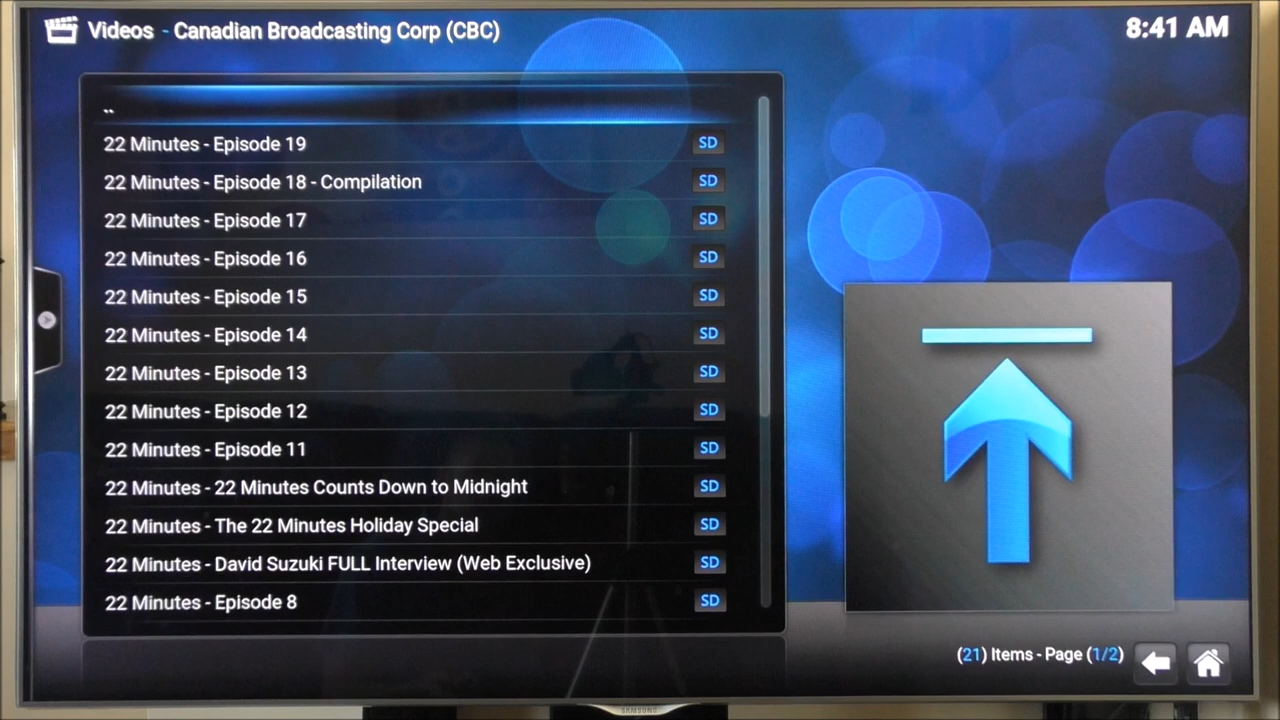 Videos - Canadian Broadcasting Corp (CBC)
8:41 AM
..
22 Minutes - Episode 19 SD
22 Minutes - Episode 18 - Compilation SD
22 Minutes - Episode 17 SD
22 Minutes - Episode 16 SD
22 Minutes - Episode 15 SD
22 Minutes - Episode 14 SD
22 Minutes - Episode 13 SD
22 Minutes - Episode 12 SD
22 Minutes - Episode 11 SD
22 Minutes - 22 Minutes Counts Down to Midnight SD
22 Minutes - The 22 Minutes Holiday Special SD
22 Minutes - David Suzuki FULL Interview (Web Exclusive) SD
22 Minutes - Episode 8 SD
(21) Items - Page (1/2)
SAMSUNG